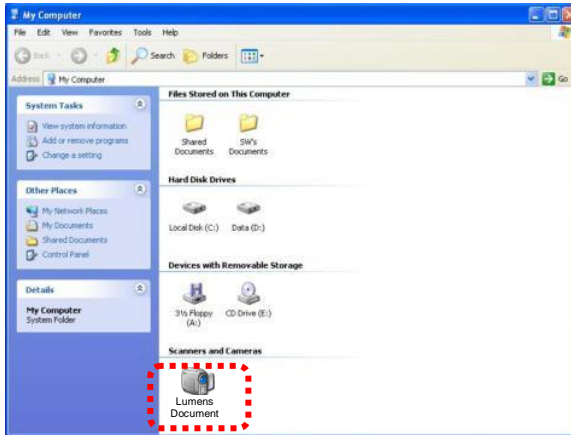 My Computer
File Edit View Favorites Tools Help
Back Search Folders
Address My Computer Go
System Tasks
View system information
Add or remove programs
Change a setting
Other Places
My Network Places
My Documents
Shared Documents
Control Panel
Details
My Computer
System Folder
Files Stored on This Computer
Shared Documents
SW's Documents
Hard Disk Drives
Local Disk (C:) Data (D:)
Devices with Removable Storage
3½ Floppy (A:)
CD Drive (E:)
Scanners and Cameras
Lumens
Document